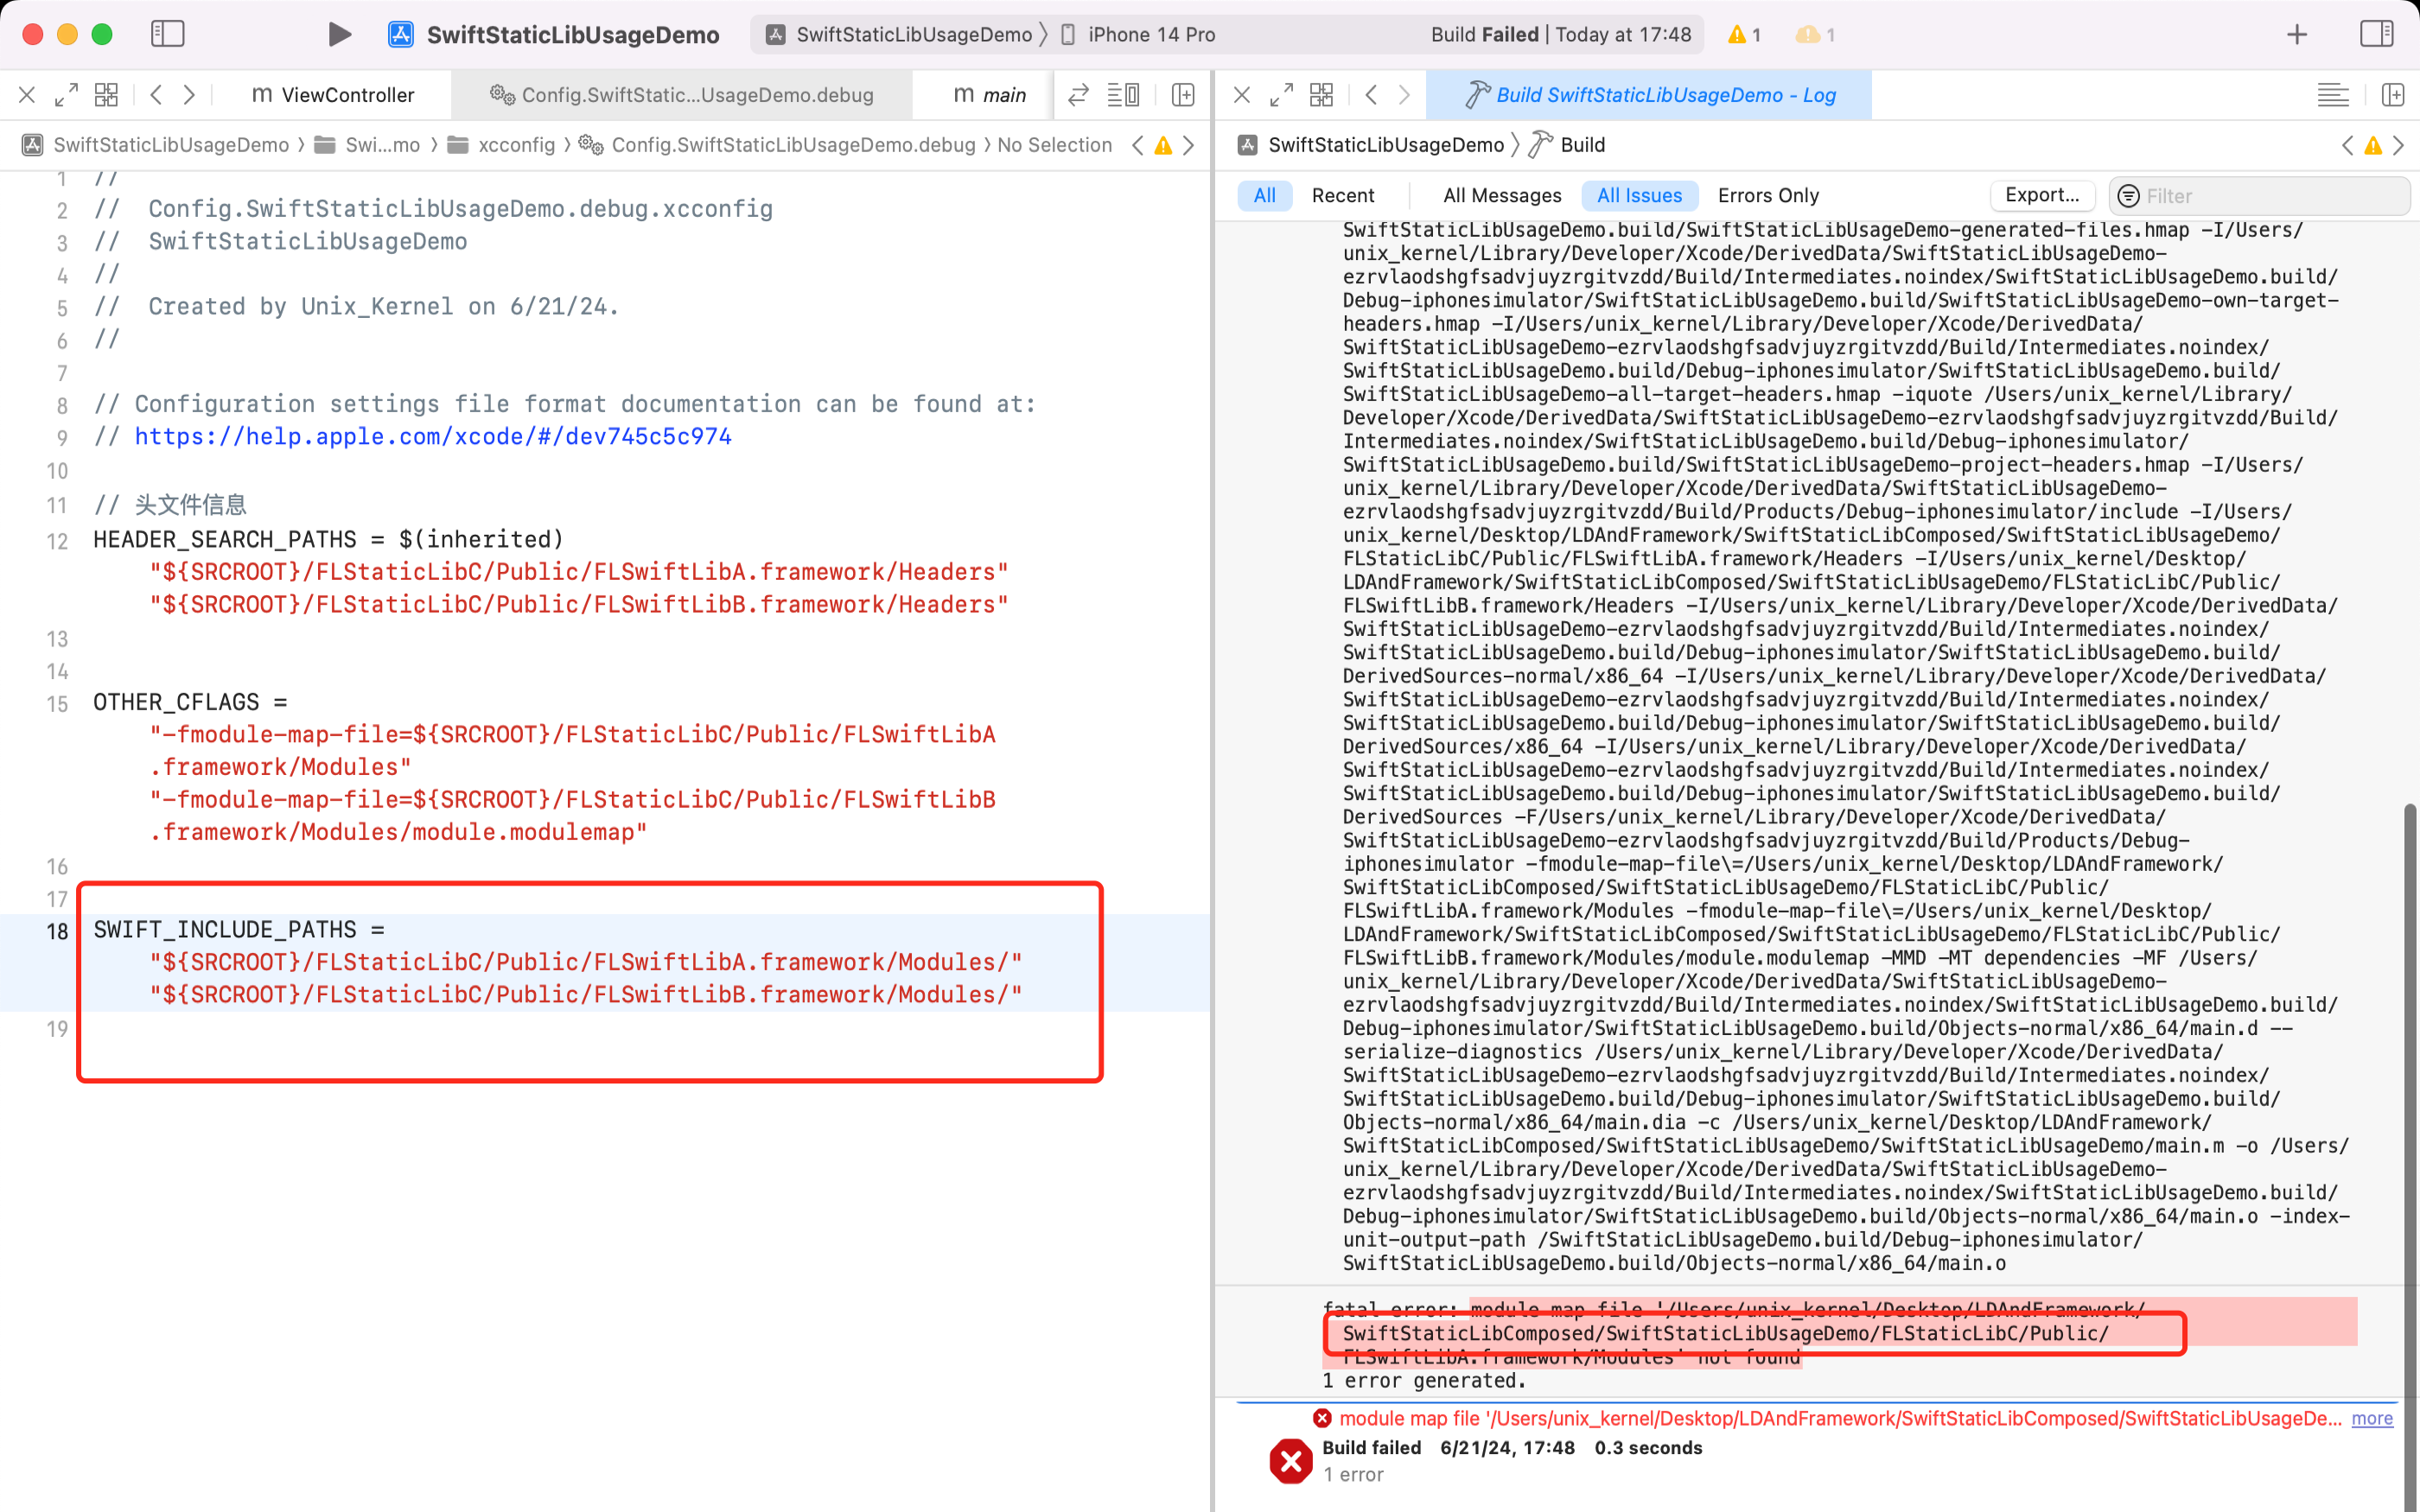 SwiftStaticLibUsageDemo
SwiftStaticLibUsageDemo 〉 iPhone 14 Pro
Build Failed | Today at 17:48
1
1
m ViewController
Config.SwiftStatic...UsageDemo.debug
m main
Build SwiftStaticLibUsageDemo - Log
SwiftStaticLibUsageDemo 〉 Swi...mo 〉 xcconfig 〉 Config.SwiftStaticLibUsageDemo.debug 〉 No Selection
SwiftStaticLibUsageDemo 〉 Build
All Recent All Messages All Issues Errors Only Export... Filter
1 //
2 //  Config.SwiftStaticLibUsageDemo.debug.xcconfig
3 //  SwiftStaticLibUsageDemo
4 //
5 //  Created by Unix_Kernel on 6/21/24.
6 //
7
8 // Configuration settings file format documentation can be found at:
9 // https://help.apple.com/xcode/#/dev745c5c974
10
11 // 头文件信息
12 HEADER_SEARCH_PATHS = $(inherited)
"${SRCROOT}/FLStaticLibC/Public/FLSwiftLibA.framework/Headers"
"${SRCROOT}/FLStaticLibC/Public/FLSwiftLibB.framework/Headers"
13
14
15 OTHER_CFLAGS =
"-fmodule-map-file=${SRCROOT}/FLStaticLibC/Public/FLSwiftLibA
.framework/Modules"
"-fmodule-map-file=${SRCROOT}/FLStaticLibC/Public/FLSwiftLibB
.framework/Modules/module.modulemap"
16
17
18 SWIFT_INCLUDE_PATHS =
"${SRCROOT}/FLStaticLibC/Public/FLSwiftLibA.framework/Modules/"
"${SRCROOT}/FLStaticLibC/Public/FLSwiftLibB.framework/Modules/"
19
SwiftStaticLibUsageDemo.build/SwiftStaticLibUsageDemo-generated-files.hmap -I/Users/
unix_kernel/Library/Developer/Xcode/DerivedData/SwiftStaticLibUsageDemo-
ezrvlaodshgfsadvjuyzrgitvzdd/Build/Intermediates.noindex/SwiftStaticLibUsageDemo.build/
Debug-iphonesimulator/SwiftStaticLibUsageDemo.build/SwiftStaticLibUsageDemo-own-target-
headers.hmap -I/Users/unix_kernel/Library/Developer/Xcode/DerivedData/
SwiftStaticLibUsageDemo-ezrvlaodshgfsadvjuyzrgitvzdd/Build/Intermediates.noindex/
SwiftStaticLibUsageDemo.build/Debug-iphonesimulator/SwiftStaticLibUsageDemo.build/
SwiftStaticLibUsageDemo-all-target-headers.hmap -iquote /Users/unix_kernel/Library/
Developer/Xcode/DerivedData/SwiftStaticLibUsageDemo-ezrvlaodshgfsadvjuyzrgitvzdd/Build/
Intermediates.noindex/SwiftStaticLibUsageDemo.build/Debug-iphonesimulator/
SwiftStaticLibUsageDemo.build/SwiftStaticLibUsageDemo-project-headers.hmap -I/Users/
unix_kernel/Library/Developer/Xcode/DerivedData/SwiftStaticLibUsageDemo-
ezrvlaodshgfsadvjuyzrgitvzdd/Build/Products/Debug-iphonesimulator/include -I/Users/
unix_kernel/Desktop/LDAndFramework/SwiftStaticLibComposed/SwiftStaticLibUsageDemo/
FLStaticLibC/Public/FLSwiftLibA.framework/Headers -I/Users/unix_kernel/Desktop/
LDAndFramework/SwiftStaticLibComposed/SwiftStaticLibUsageDemo/FLStaticLibC/Public/
FLSwiftLibB.framework/Headers -I/Users/unix_kernel/Library/Developer/Xcode/DerivedData/
SwiftStaticLibUsageDemo-ezrvlaodshgfsadvjuyzrgitvzdd/Build/Intermediates.noindex/
SwiftStaticLibUsageDemo.build/Debug-iphonesimulator/SwiftStaticLibUsageDemo.build/
DerivedSources-normal/x86_64 -I/Users/unix_kernel/Library/Developer/Xcode/DerivedData/
SwiftStaticLibUsageDemo-ezrvlaodshgfsadvjuyzrgitvzdd/Build/Intermediates.noindex/
SwiftStaticLibUsageDemo.build/Debug-iphonesimulator/SwiftStaticLibUsageDemo.build/
DerivedSources/x86_64 -I/Users/unix_kernel/Library/Developer/Xcode/DerivedData/
SwiftStaticLibUsageDemo-ezrvlaodshgfsadvjuyzrgitvzdd/Build/Intermediates.noindex/
SwiftStaticLibUsageDemo.build/Debug-iphonesimulator/SwiftStaticLibUsageDemo.build/
DerivedSources -F/Users/unix_kernel/Library/Developer/Xcode/DerivedData/
SwiftStaticLibUsageDemo-ezrvlaodshgfsadvjuyzrgitvzdd/Build/Products/Debug-
iphonesimulator -fmodule-map-file\=/Users/unix_kernel/Desktop/LDAndFramework/
SwiftStaticLibComposed/SwiftStaticLibUsageDemo/FLStaticLibC/Public/
FLSwiftLibA.framework/Modules -fmodule-map-file\=/Users/unix_kernel/Desktop/
LDAndFramework/SwiftStaticLibComposed/SwiftStaticLibUsageDemo/FLStaticLibC/Public/
FLSwiftLibB.framework/Modules/module.modulemap -MMD -MT dependencies -MF /Users/
unix_kernel/Library/Developer/Xcode/DerivedData/SwiftStaticLibUsageDemo-
ezrvlaodshgfsadvjuyzrgitvzdd/Build/Intermediates.noindex/SwiftStaticLibUsageDemo.build/
Debug-iphonesimulator/SwiftStaticLibUsageDemo.build/Objects-normal/x86_64/main.d --
serialize-diagnostics /Users/unix_kernel/Library/Developer/Xcode/DerivedData/
SwiftStaticLibUsageDemo-ezrvlaodshgfsadvjuyzrgitvzdd/Build/Intermediates.noindex/
SwiftStaticLibUsageDemo.build/Debug-iphonesimulator/SwiftStaticLibUsageDemo.build/
Objects-normal/x86_64/main.dia -c /Users/unix_kernel/Desktop/LDAndFramework/
SwiftStaticLibComposed/SwiftStaticLibUsageDemo/SwiftStaticLibUsageDemo/main.m -o /Users/
unix_kernel/Library/Developer/Xcode/DerivedData/SwiftStaticLibUsageDemo-
ezrvlaodshgfsadvjuyzrgitvzdd/Build/Intermediates.noindex/SwiftStaticLibUsageDemo.build/
Debug-iphonesimulator/SwiftStaticLibUsageDemo.build/Objects-normal/x86_64/main.o -index-
unit-output-path /SwiftStaticLibUsageDemo.build/Debug-iphonesimulator/
SwiftStaticLibUsageDemo.build/Objects-normal/x86_64/main.o
fatal error: module map file '/Users/unix_kernel/Desktop/LDAndFramework/
SwiftStaticLibComposed/SwiftStaticLibUsageDemo/FLStaticLibC/Public/
FLSwiftLibA.framework/Modules' not found
1 error generated.
module map file '/Users/unix_kernel/Desktop/LDAndFramework/SwiftStaticLibComposed/SwiftStaticLibUsageDe... more
Build failed 6/21/24, 17:48 0.3 seconds
1 error